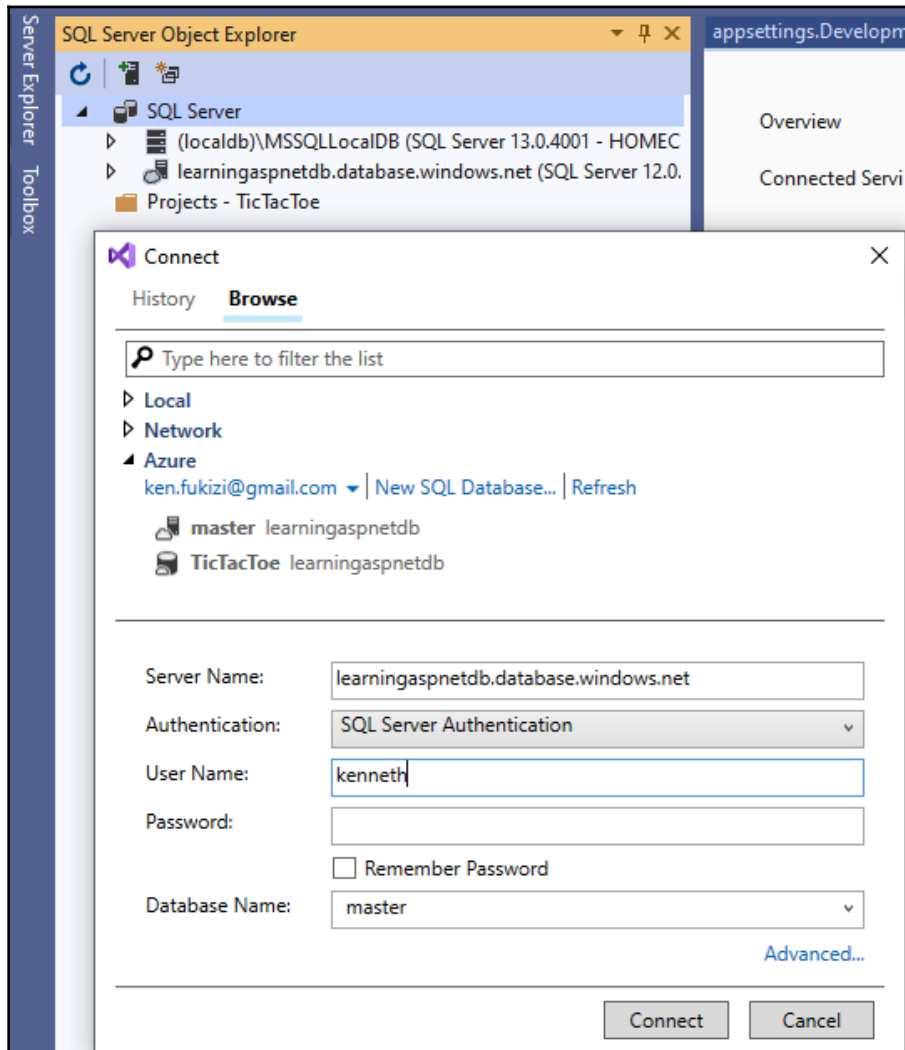 Server Explorer Toolbox
SQL Server Object Explorer
appsettings.Developm
SQL Server
(localdb)\MSSQLLocalDB (SQL Server 13.0.4001 - HOMEC
learningaspnetdb.database.windows.net (SQL Server 12.0.
Projects - TicTacToe
Overview
Connected Servi
Connect
History Browse
Type here to filter the list
Local
Network
Azure
ken.fukizi@gmail.com New SQL Database... Refresh
master learningaspnetdb
TicTacToe learningaspnetdb
Server Name: learningaspnetdb.database.windows.net
Authentication: SQL Server Authentication
User Name: kenneth
Password:
Remember Password
Database Name: master
Advanced...
Connect Cancel